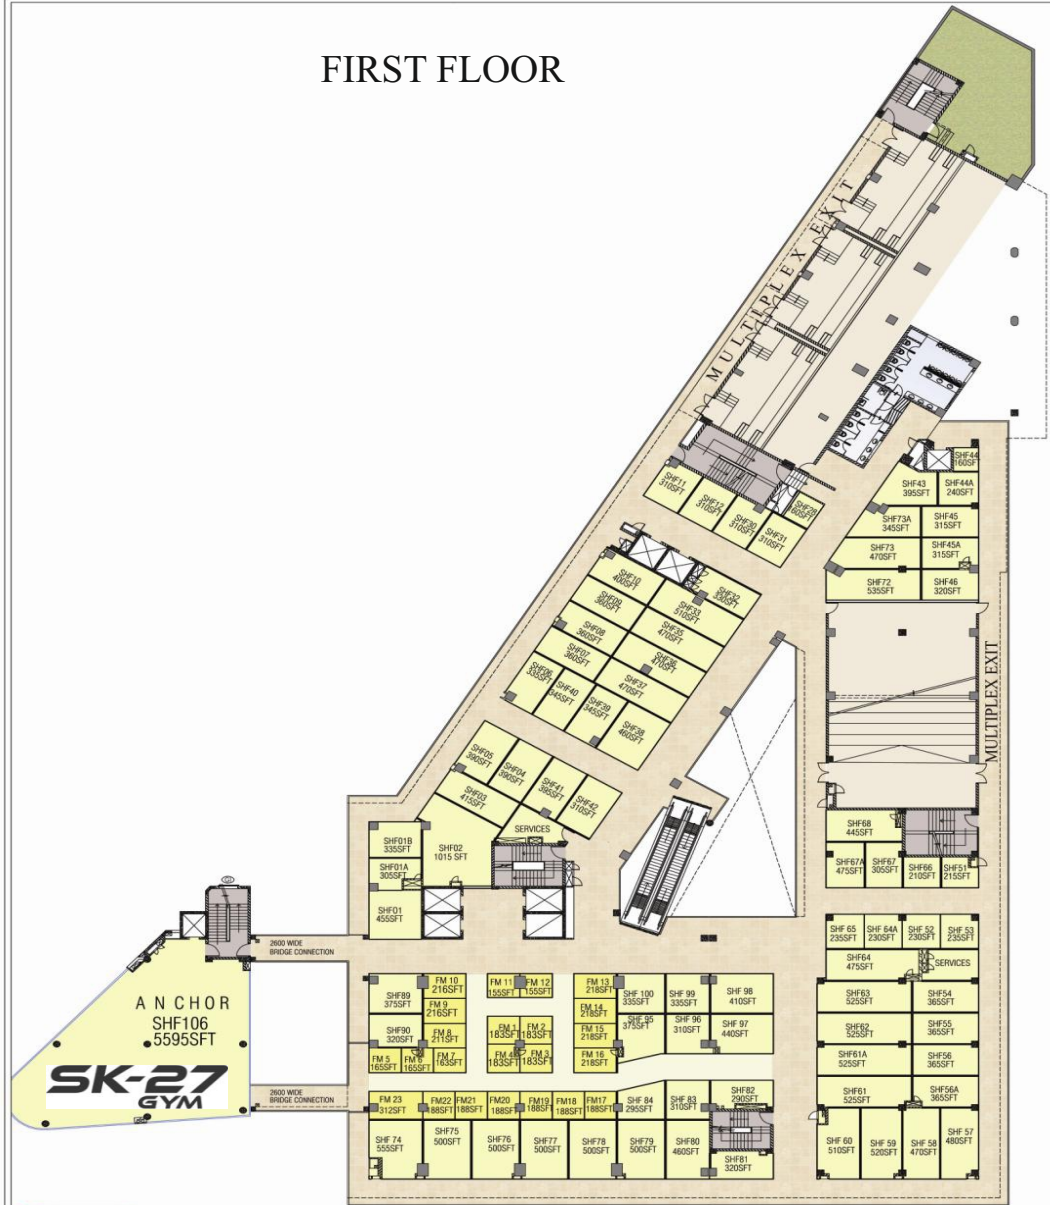 FIRST FLOOR
MULTIPLEX EXIT
SHF44
160SFT
SHF43
395SFT
SHF44A
240SFT
SHF11
310SFT
SHF12
310SFT
SHF30
310SFT
SHF31
310SFT
SHF28
60SFT
SHF73A
345SFT
SHF45
315SFT
SHF73
470SFT
SHF45A
315SFT
SHF72
535SFT
SHF46
320SFT
SHF10
400SFT
SHF32
330SFT
SHF09
360SFT
SHF33
510SFT
SHF08
360SFT
SHF35
470SFT
SHF07
360SFT
SHF36
470SFT
SHF06
335SFT
SHF40
345SFT
SHF39
345SFT
SHF37
470SFT
SHF38
460SFT
MULTIPLEX EXIT
SHF05
390SFT
SHF04
390SFT
SHF41
395SFT
SHF42
310SFT
SHF03
415SFT
SERVICES
SHF01B
335SFT
SHF02
1015 SFT
SHF01A
305SFT
SHF01
455SFT
SHF68
445SFT
SHF67A
475SFT
SHF67
305SFT
SHF66
210SFT
SHF51
215SFT
2600 WIDE
BRIDGE CONNECTION
SHF 65
235SFT
SHF 64A
230SFT
SHF 52
230SFT
SHF 53
235SFT
SHF64
475SFT
SERVICES
ANCHOR
SHF106
5595SFT
SK-27
GYM
SHF89
375SFT
FM 10
216SFT
FM 11
155SFT
FM 12
155SFT
FM 13
218SFT
SHF 100
335SFT
SHF 99
335SFT
SHF 98
410SFT
SHF63
525SFT
SHF54
365SFT
FM 9
216SFT
FM 14
218SFT
SHF90
320SFT
FM 8
211SFT
FM 1
183SFT
FM 2
183SFT
FM 15
218SFT
SHF 95
375SFT
SHF 96
310SFT
SHF 97
440SFT
SHF62
525SFT
SHF55
365SFT
FM 5
165SFT
FM 6
165SFT
FM 7
163SFT
FM 4
183SFT
FM 3
183SFT
FM 16
218SFT
SHF61A
525SFT
SHF56
365SFT
2600 WIDE
BRIDGE CONNECTION
FM 23
312SFT
FM22
188SFT
FM21
188SFT
FM20
188SFT
FM19
188SFT
FM18
188SFT
FM17
188SFT
SHF 84
295SFT
SHF 83
310SFT
SHF82
290SFT
SHF61
525SFT
SHF56A
365SFT
SHF 74
555SFT
SHF75
500SFT
SHF76
500SFT
SHF77
500SFT
SHF78
500SFT
SHF79
500SFT
SHF80
460SFT
SHF81
320SFT
SHF 60
510SFT
SHF 59
520SFT
SHF 58
470SFT
SHF 57
480SFT